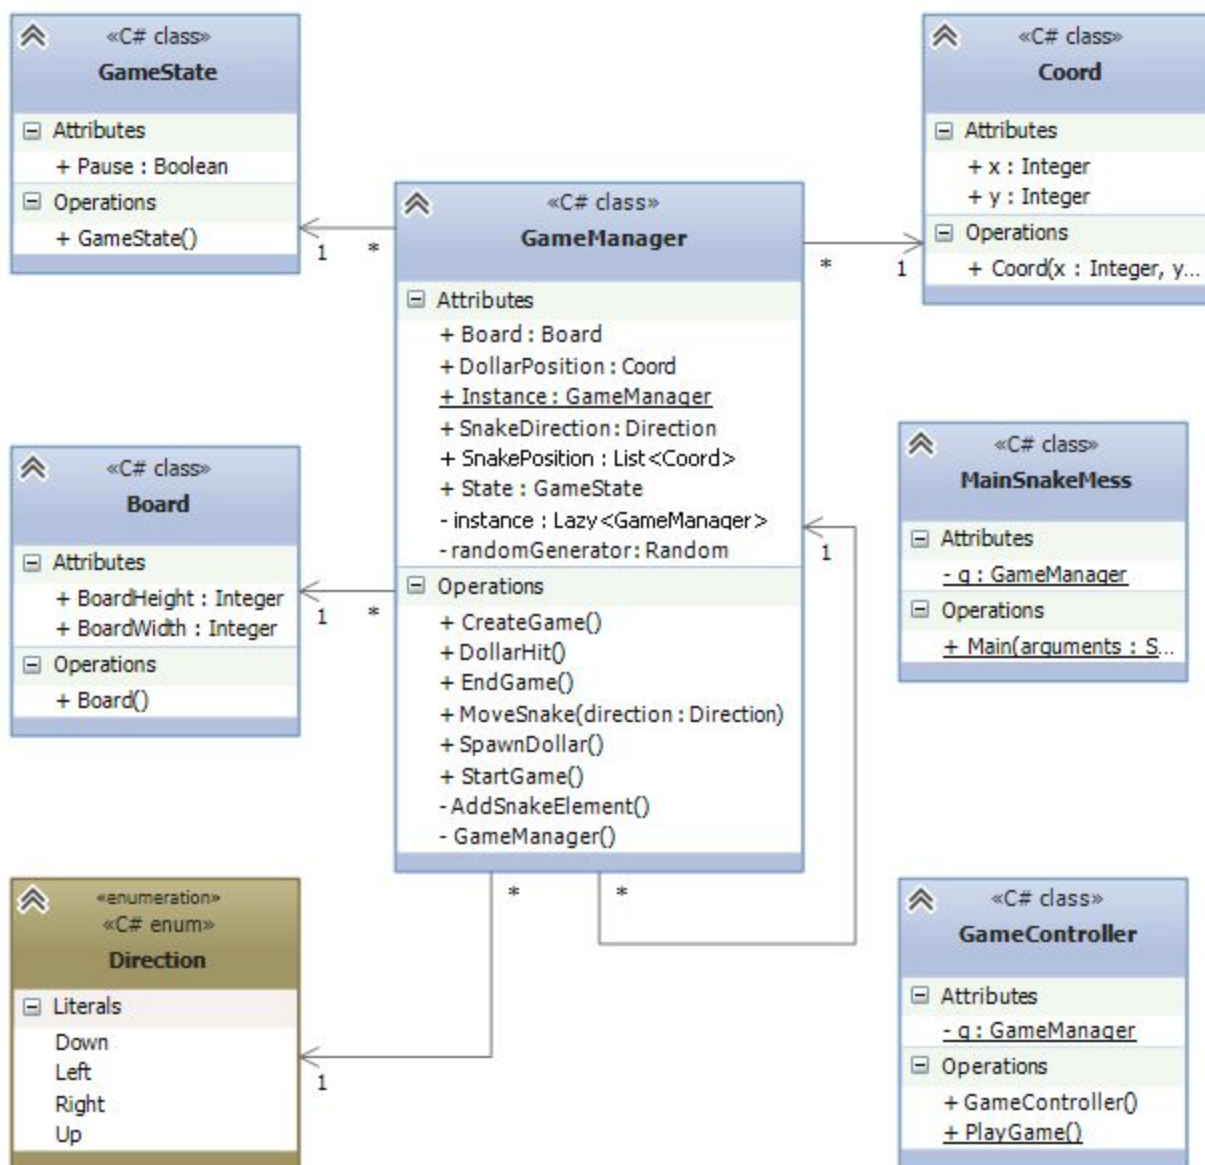 «C# class»
GameState
Attributes
+ Pause : Boolean
Operations
+ GameState()
1
*
«C# class»
Coord
Attributes
+ x : Integer
+ y : Integer
Operations
+ Coord(x : Integer, y...
*
1
«C# class»
GameManager
Attributes
+ Board : Board
+ DollarPosition : Coord
+ Instance : GameManager
+ SnakeDirection : Direction
+ SnakePosition : List<Coord>
+ State : GameState
- instance : Lazy<GameManager>
- randomGenerator : Random
Operations
+ CreateGame()
+ DollarHit()
+ EndGame()
+ MoveSnake(direction : Direction)
+ SpawnDollar()
+ StartGame()
- AddSnakeElement()
- GameManager()
«C# class»
Board
Attributes
+ BoardHeight : Integer
+ BoardWidth : Integer
Operations
+ Board()
1
*
«C# class»
MainSnakeMess
Attributes
- g : GameManager
Operations
+ Main(arguments : S...
1
*
*
«enumeration»
«C# enum»
Direction
Literals
Down
Left
Right
Up
1
«C# class»
GameController
Attributes
- g : GameManager
Operations
+ GameController()
+ PlayGame()